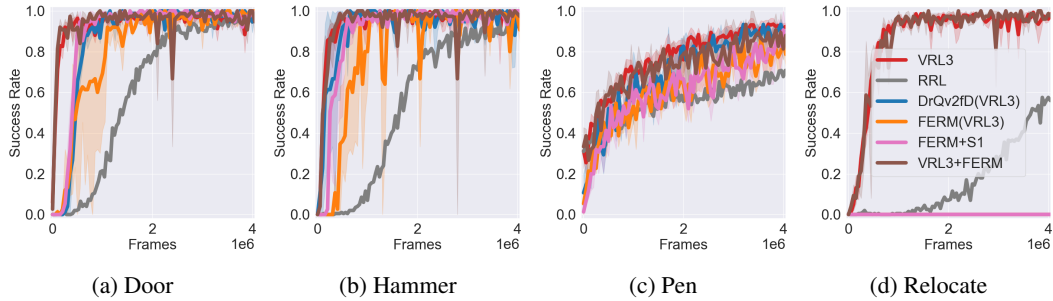 1.0 0.8 0.6 0.4 0.2 0.0
Success Rate
0 2 4
Frames 1e6
(a) Door
1.0 0.8 0.6 0.4 0.2 0.0
Success Rate
0 2 4
Frames 1e6
(b) Hammer
1.0 0.8 0.6 0.4 0.2 0.0
Success Rate
0 2 4
Frames 1e6
(c) Pen
1.0 0.8 0.6 0.4 0.2 0.0
Success Rate
VRL3
RRL
DrQv2fD(VRL3)
FERM(VRL3)
FERM+S1
VRL3+FERM
0 2 4
Frames 1e6
(d) Relocate